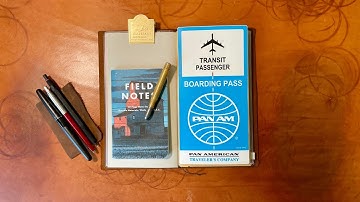 FIELD
NOTES
TRANSIT
PASSENGER
BOARDING PASS
PAN AM
PAN AMERICAN
TRAVELER'S COMPANY